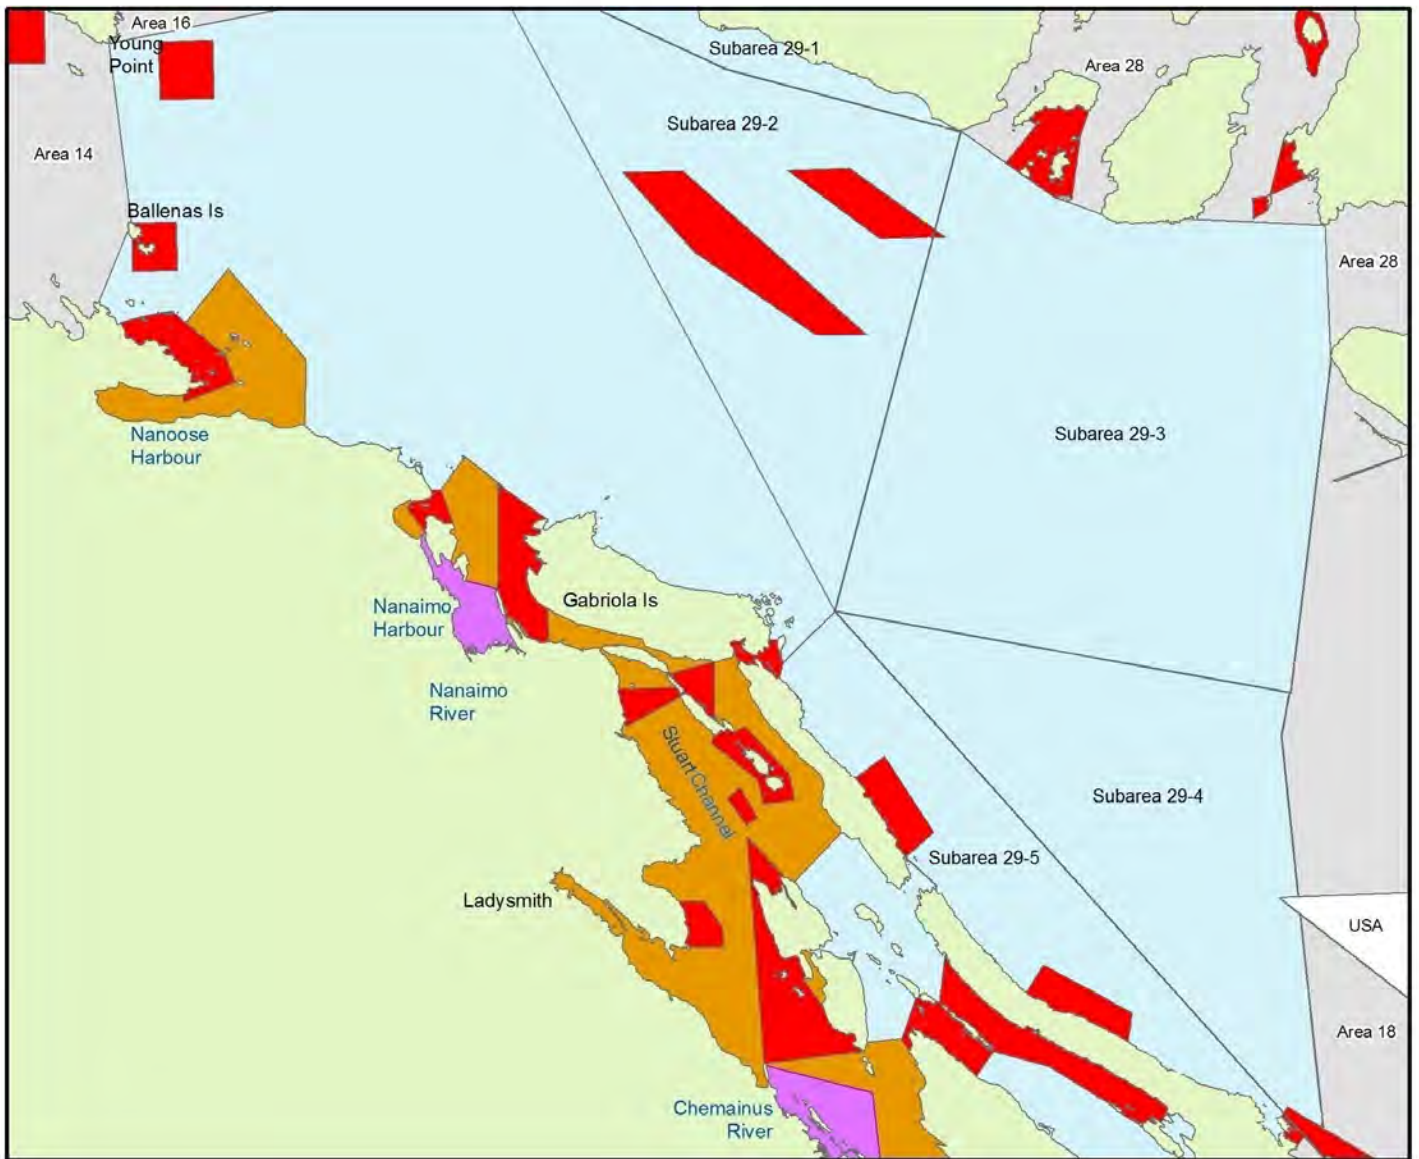 Area 16
Young
Point
Subarea 29-1
Area 28
Subarea 29-2
Area 14
Ballenas Is
Area 28
Nanoose
Harbour
Subarea 29-3
Gabriola Is
Nanaimo
Harbour
Nanaimo
River
Stuart Channel
Subarea 29-4
Subarea 29-5
Ladysmith
USA
Area 18
Chemainus
River